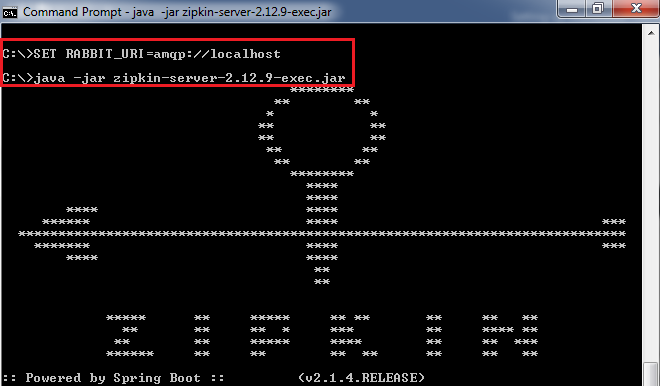 Command Prompt - java -jar zipkin-server-2.12.9-exec.jar
C:\>SET RABBIT_URI=amqp://localhost
C:\>java -jar zipkin-server-2.12.9-exec.jar
ZIPKIN
:: Powered by Spring Boot :: (v2.1.4.RELEASE)